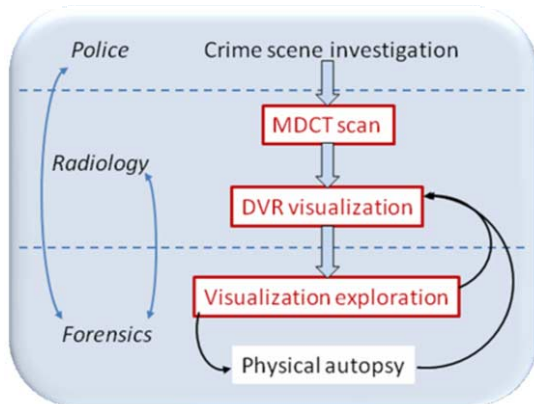 Police
Crime scene investigation
MDCT scan
Radiology
DVR visualization
Visualization exploration
Forensics
Physical autopsy